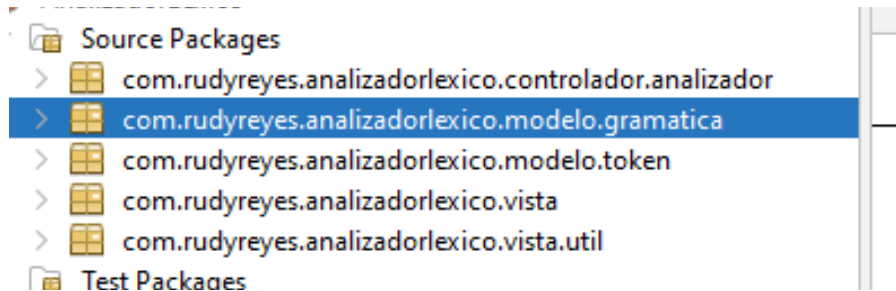 Source Packages
com.rudyreyes.analizadorlexico.controlador.analizador
com.rudyreyes.analizadorlexico.modelo.gramatica
com.rudyreyes.analizadorlexico.modelo.token
com.rudyreyes.analizadorlexico.vista
com.rudyreyes.analizadorlexico.vista.util
Test Packages